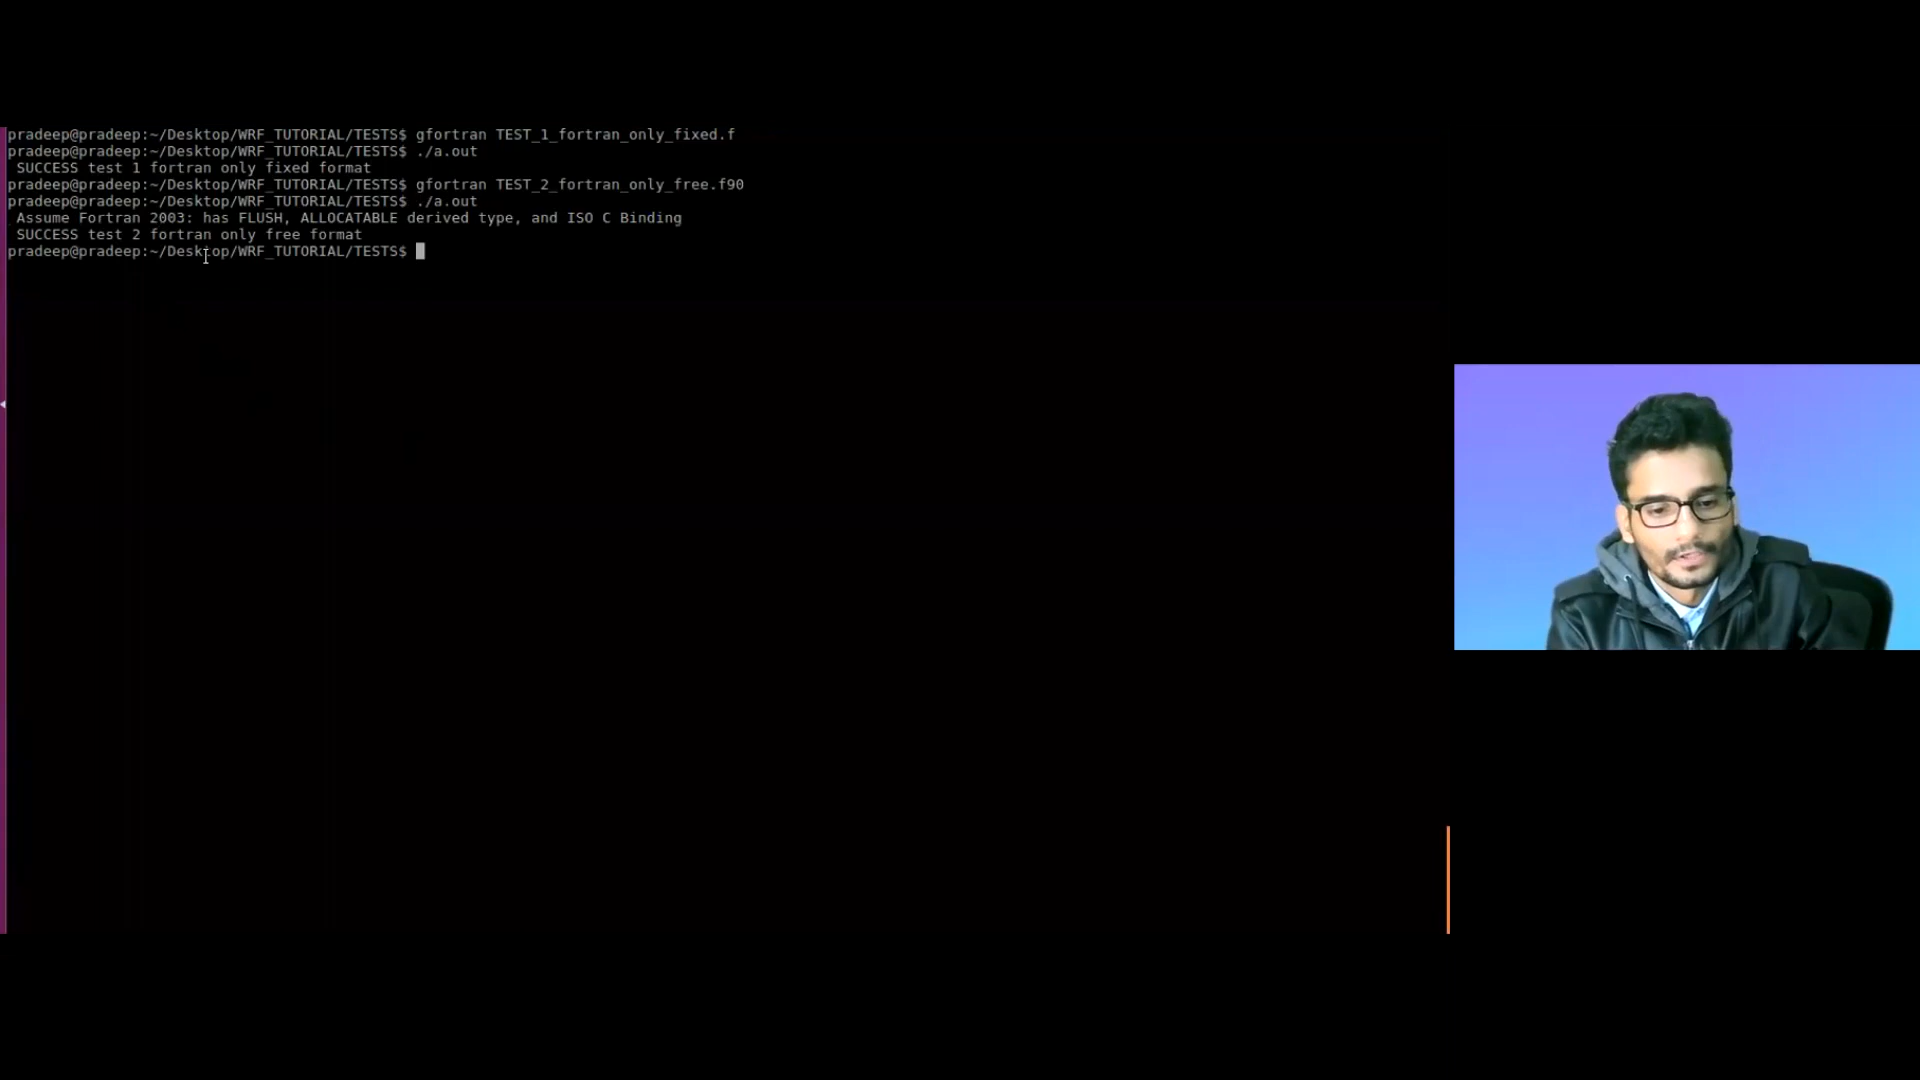 pradeep@pradeep:~/Desktop/WRF_TUTORIAL/TESTS$ gfortran TEST_1_fortran_only_fixed.f
pradeep@pradeep:~/Desktop/WRF_TUTORIAL/TESTS$ ./a.out
SUCCESS test 1 fortran only fixed format
pradeep@pradeep:~/Desktop/WRF_TUTORIAL/TESTS$ gfortran TEST_2_fortran_only_free.f90
pradeep@pradeep:~/Desktop/WRF_TUTORIAL/TESTS$ ./a.out
Assume Fortran 2003: has FLUSH, ALLOCATABLE derived type, and ISO C Binding
SUCCESS test 2 fortran only free format
pradeep@pradeep:~/Desktop/WRF_TUTORIAL/TESTS$